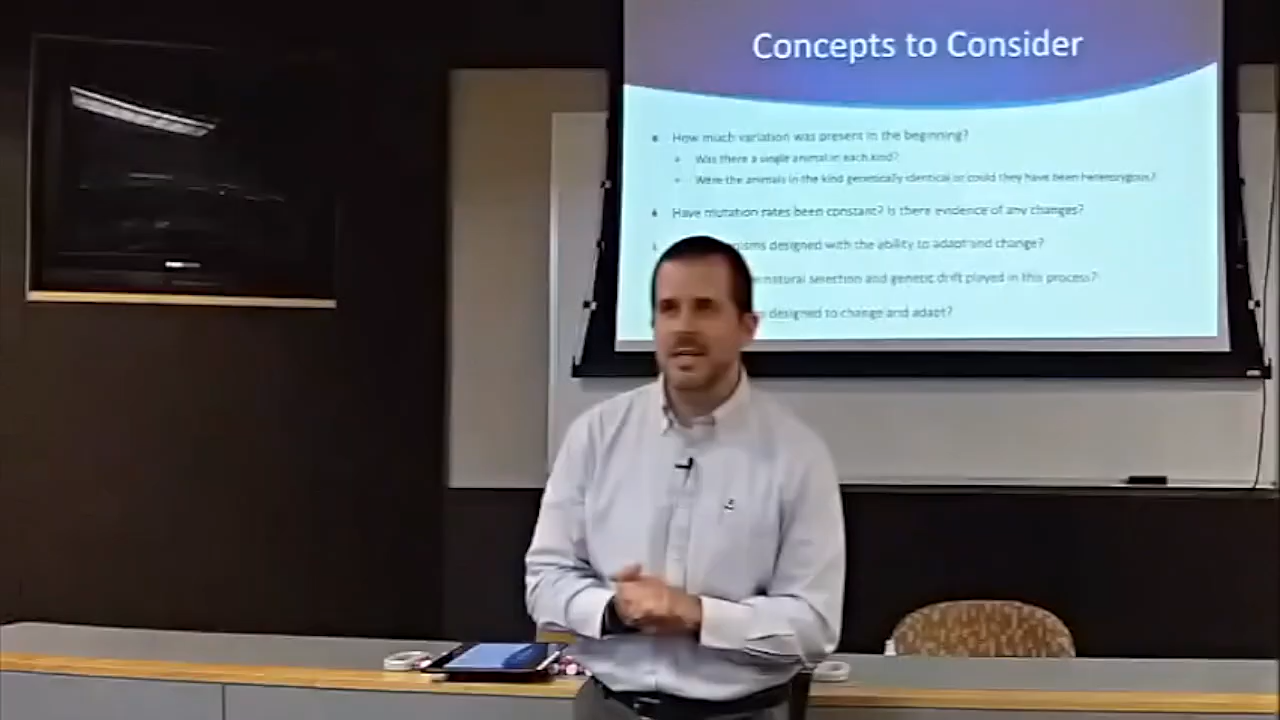 Concepts to Consider
How much variation was present in the beginning?
Was there a single animal in each kind?
Were the animals in the kind genetically identical or could they have been heterozygous?
Have mutation rates been constant? Is there evidence of any changes?
isms designed with the ability to adapt and change?
natural selection and genetic drift played in this process?
designed to change and adapt?